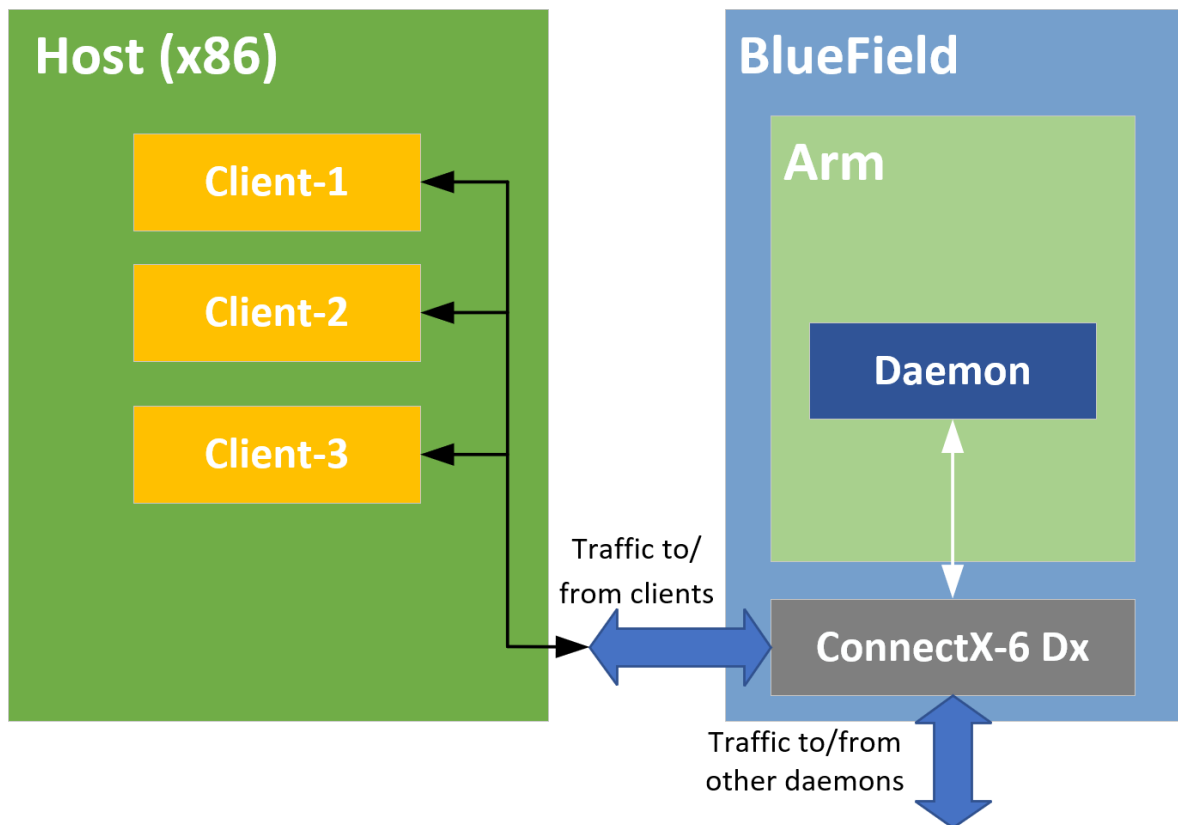 Host (x86)
Client-1
Client-2
Client-3
Traffic to/
from clients
BlueField
Arm
Daemon
ConnectX-6 Dx
Traffic to/from
other daemons